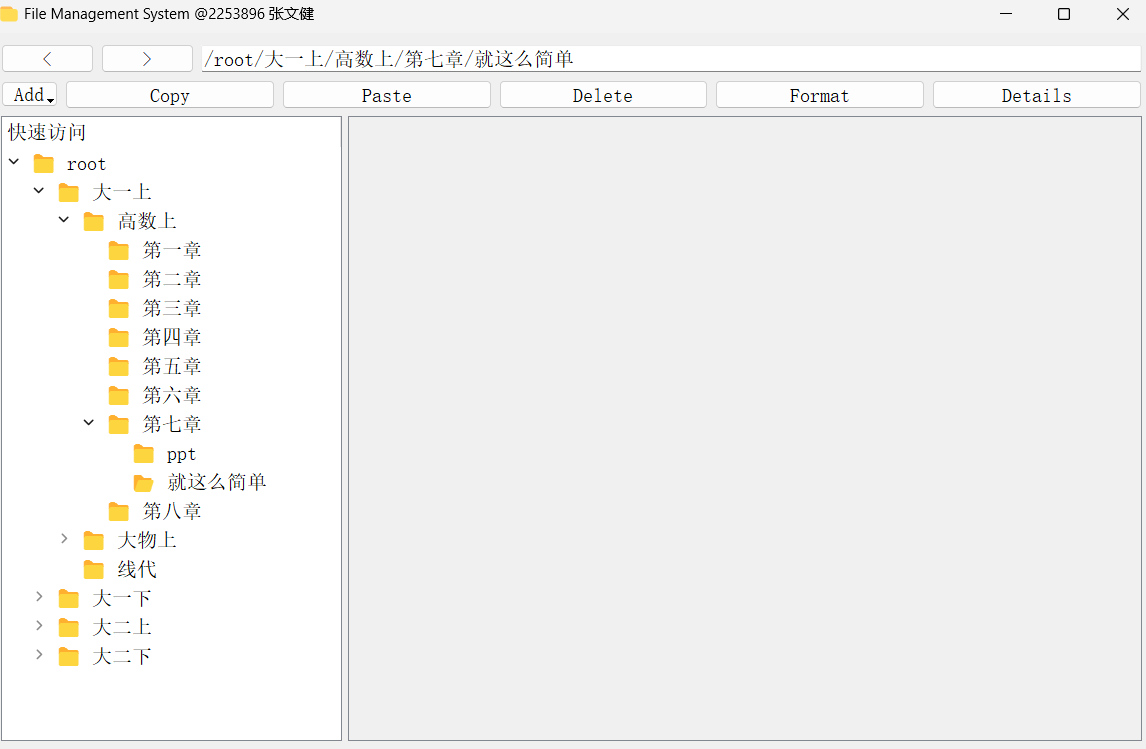 File Management System @2253896 张文健
/root/大一上/高数上/第七章/就这么简单
Add Copy Paste Delete Format Details
快速访问
root
大一上
高数上
第一章
第二章
第三章
第四章
第五章
第六章
第七章
ppt
就这么简单
第八章
大物上
线代
大一下
大二上
大二下